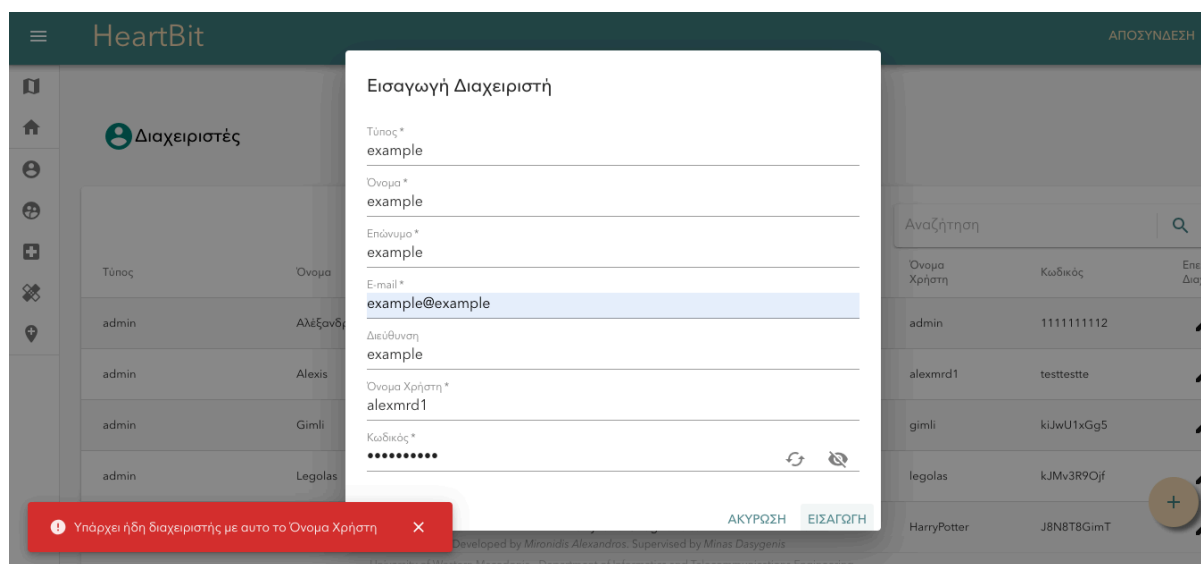 HeartBit
ΑΠΟΣΥΝΔΕΣΗ
Διαχειριστές
Εισαγωγή Διαχειριστή
Τύπος *
example
Όνομα *
example
Επώνυμο *
example
E-mail *
example@example
Διεύθυνση
example
Όνομα Χρήστη *
alexmrd1
Κωδικός *
••••••••••
ΑΚΥΡΩΣΗ ΕΙΣΑΓΩΓΗ
Αναζήτηση
Τύπος Όνομα Όνομα Χρήστη Κωδικός
admin admin 1111111112
admin Alexis alexmrd1 testtestte
admin Gimli gimli kiJwU1xGg5
admin Legolas legolas kJMv3R9Ojf
HarryPotter J8N8T8GimT
Υπάρχει ήδη διαχειριστής με αυτο το Όνομα Χρήστη
Developed by Mironidis Alexandros. Supervised by Minas Dasygenis